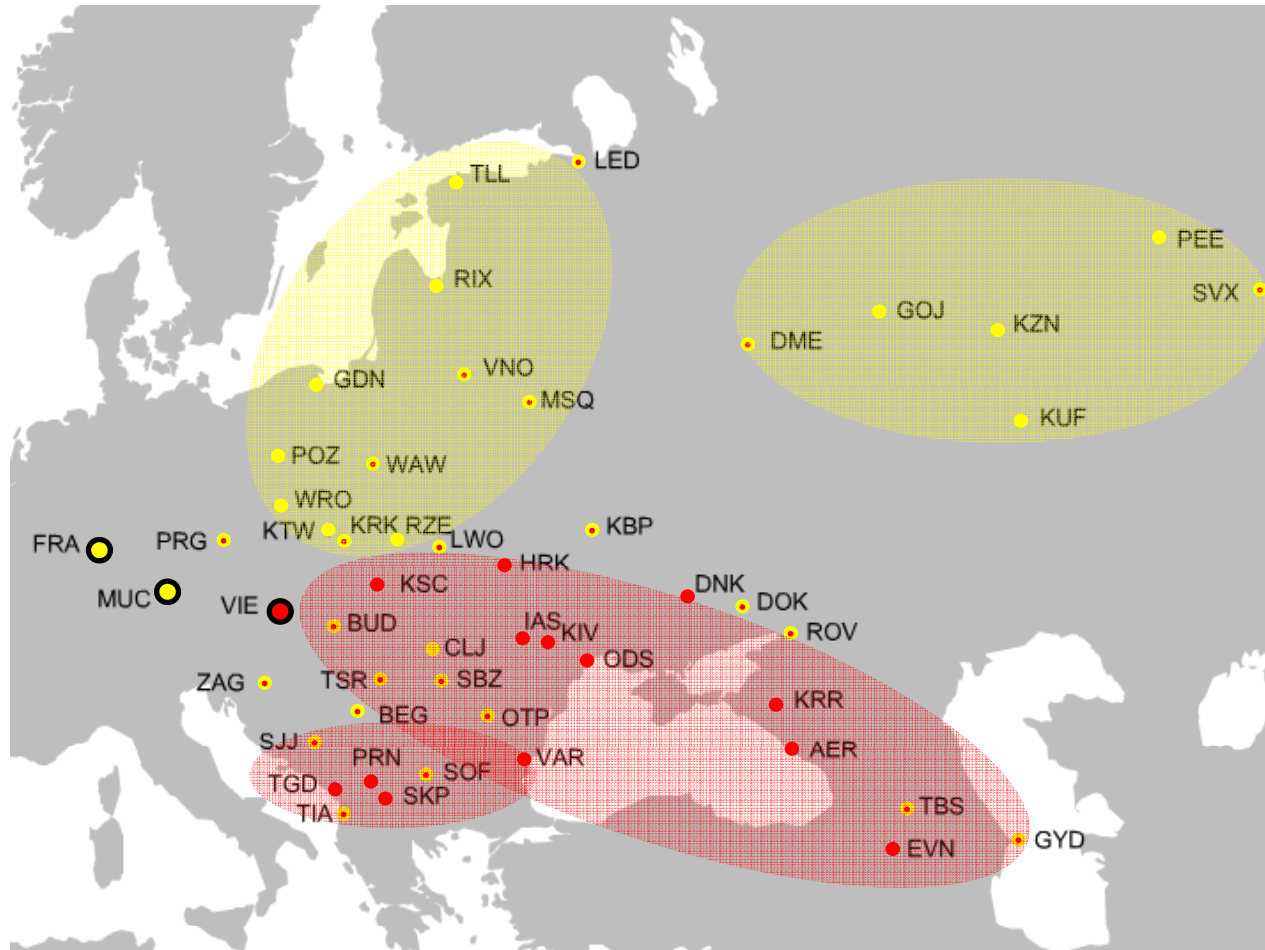 LED
TLL
PEE
RIX
SVX
GOJ
KZN
DME
VNO
GDN
MSQ
KUF
POZ
WAW
WRO
KTW
KRK
RZE
KBP
FRA
PRG
LWO
HRK
KSC
DNK
MUC
VIE
DOK
BUD
IAS
KIV
ROV
CLJ
ODS
ZAG
TSR
SBZ
KRR
BEG
OTP
SJJ
AER
PRN
VAR
SOF
TGD
SKP
TIA
TBS
GYD
EVN